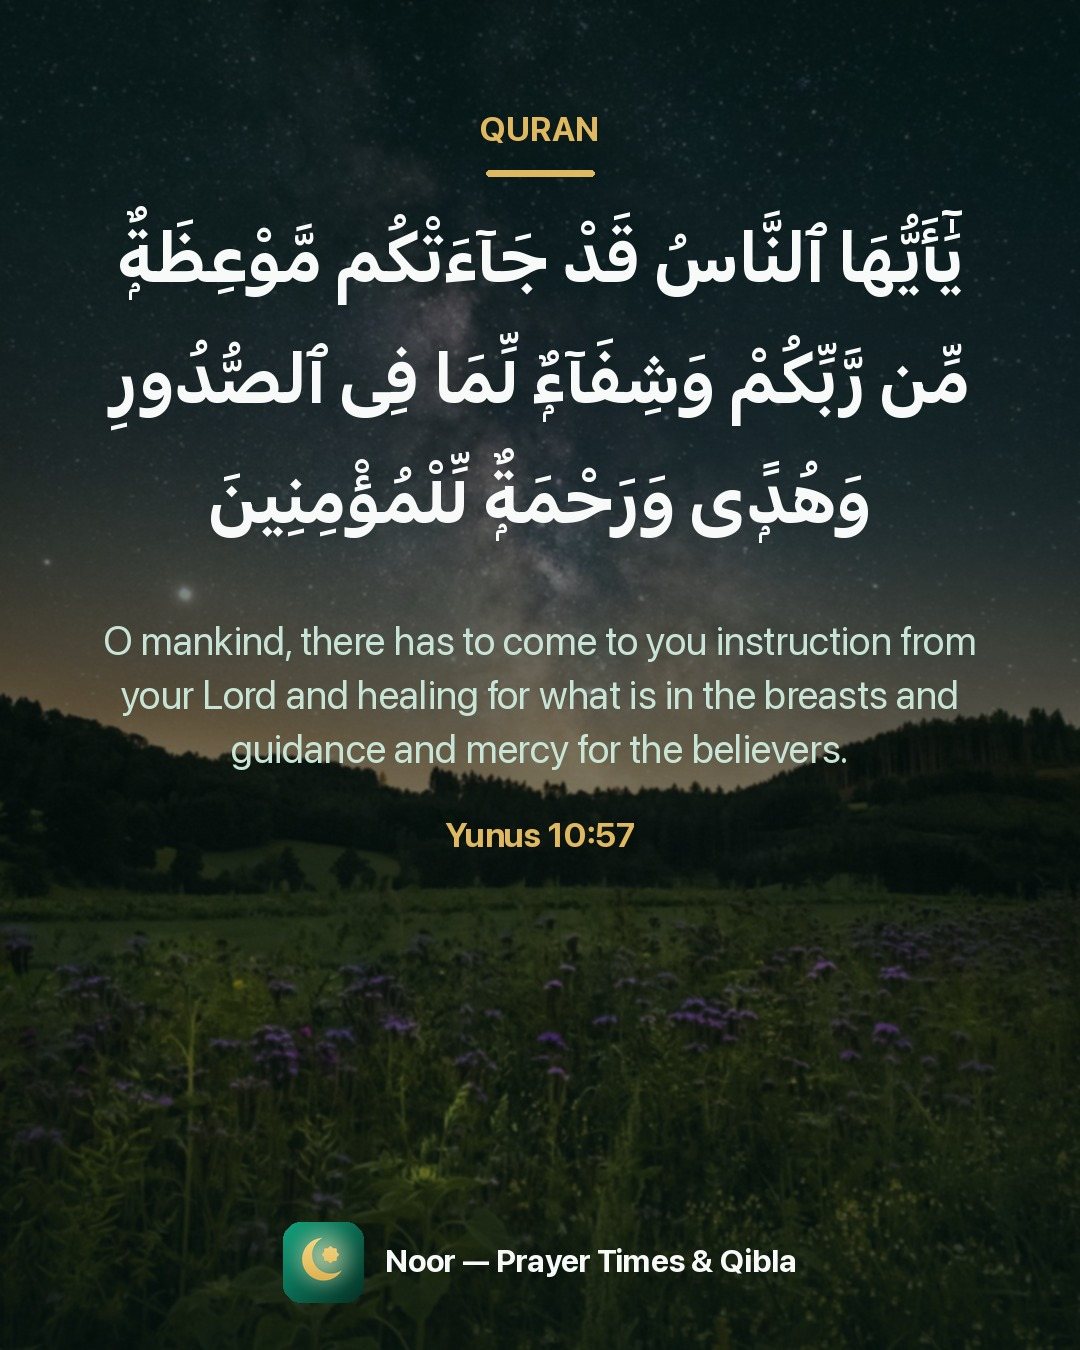 QURAN
يَٰٓأَيُّهَا ٱلنَّاسُ قَدْ جَآءَتْكُم مَّوْعِظَةٌۭ
مِّن رَّبِّكُمْ وَشِفَآءٌۭ لِّمَا فِى ٱلصُّدُورِ
وَهُدًۭى وَرَحْمَةٌۭ لِّلْمُؤْمِنِينَ
O mankind, there has to come to you instruction from
your Lord and healing for what is in the breasts and
guidance and mercy for the believers.
Yunus 10:57
Noor — Prayer Times & Qibla